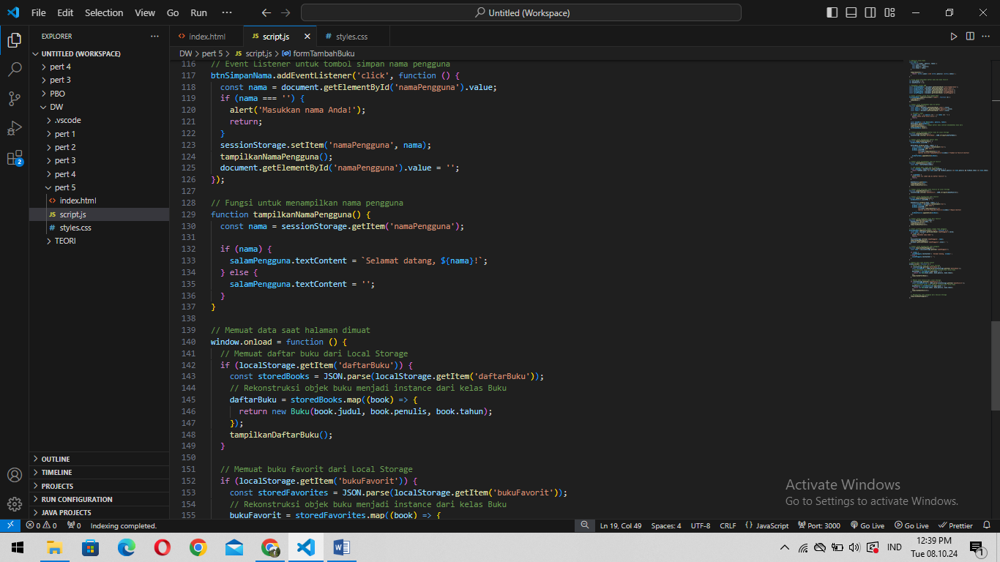 File Edit Selection View Go Run ··· Untitled (Workspace)
EXPLORER ···
UNTITLED (WORKSPACE)
pert 4
pert 3
PBO
DW
.vscode
pert 1
pert 2
pert 3
pert 4
pert 5
<> index.html
JS script.js
# styles.css
TEORI
OUTLINE
TIMELINE
PROJECTS
RUN CONFIGURATION
JAVA PROJECTS
2
<> index.html JS script.js # styles.css
DW > pert 5 > JS script.js > formTambahBuku
116 // Event Listener untuk tombol simpan nama pengguna
117 btnSimpanNama.addEventListener('click', function () {
118 const nama = document.getElementById('namaPengguna').value;
119 if (nama === '') {
120 alert('Masukkan nama Anda!');
121 return;
122 }
123 sessionStorage.setItem('namaPengguna', nama);
124 tampilkanNamaPengguna();
125 document.getElementById('namaPengguna').value = '';
126 });
127
128 // Fungsi untuk menampilkan nama pengguna
129 function tampilkanNamaPengguna() {
130 const nama = sessionStorage.getItem('namaPengguna');
131
132 if (nama) {
133 salamPengguna.textContent = `Selamat datang, ${nama}!`;
134 } else {
135 salamPengguna.textContent = '';
136 }
137 }
138
139 // Memuat data saat halaman dimuat
140 window.onload = function () {
141 // Memuat daftar buku dari Local Storage
142 if (localStorage.getItem('daftarBuku')) {
143 const storedBooks = JSON.parse(localStorage.getItem('daftarBuku'));
144 // Rekonstruksi objek buku menjadi instance dari kelas Buku
145 daftarBuku = storedBooks.map((book) => {
146 return new Buku(book.judul, book.penulis, book.tahun);
147 });
148 tampilkanDaftarBuku();
149 }
150
151 // Memuat buku favorit dari Local Storage
152 if (localStorage.getItem('bukuFavorit')) {
153 const storedFavorites = JSON.parse(localStorage.getItem('bukuFavorit'));
154 // Rekonstruksi objek buku menjadi instance dari kelas Buku
155 bukuFavorit = storedFavorites.map((book) => {
Activate Windows
Go to Settings to activate Windows.
0 0 0 Indexing completed. Ln 19, Col 49 Spaces: 4 UTF-8 CRLF {} JavaScript Port: 3000 Go Live Go Live Prettier
IND 12:39 PM
Tue 08.10.24
1